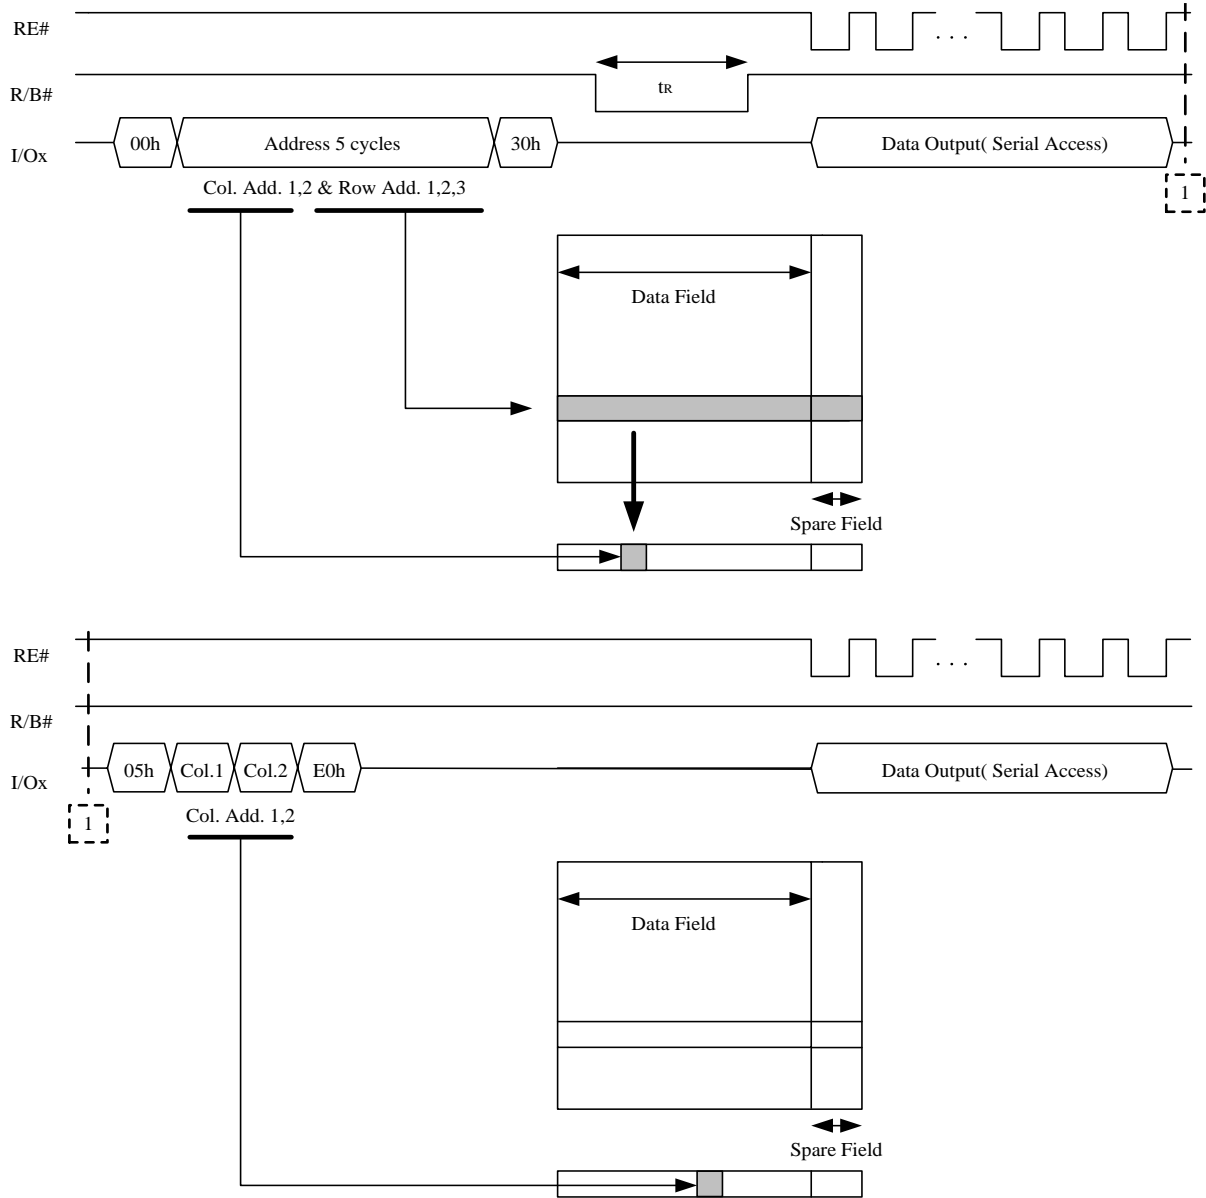 RE#
. . .
R/B#
tR
I/Ox
00h
Address 5 cycles
30h
Data Output( Serial Access)
Col. Add. 1,2 & Row Add. 1,2,3
1
Data Field
Spare Field
RE#
. . .
R/B#
I/Ox
05h
Col.1
Col.2
E0h
Data Output( Serial Access)
1
Col. Add. 1,2
Data Field
Spare Field